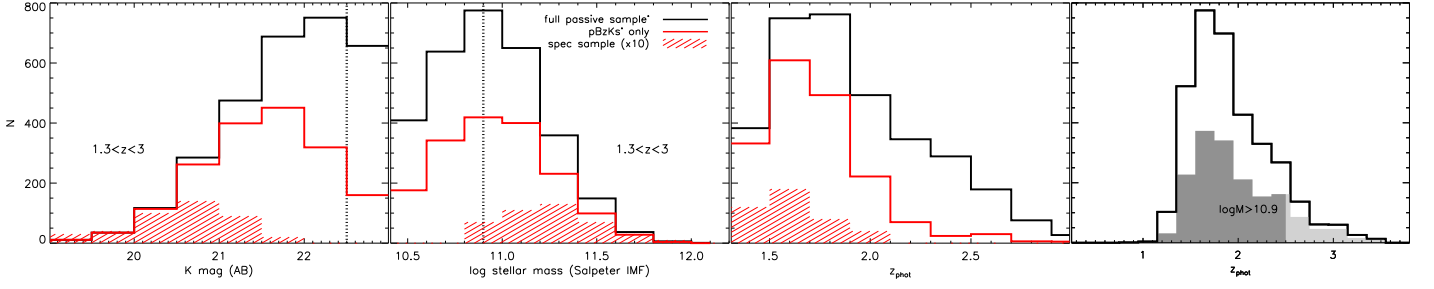 800
600
400
200
0
N
1.3<z<3
20 21 22
K mag (AB)
full passive sample*
pBzKs* only
spec sample (x10)
1.3<z<3
10.5 11.0 11.5 12.0
log stellar mass (Salpeter IMF)
1.5 2.0 2.5
zphot
logM>10.9
1 2 3
zphot